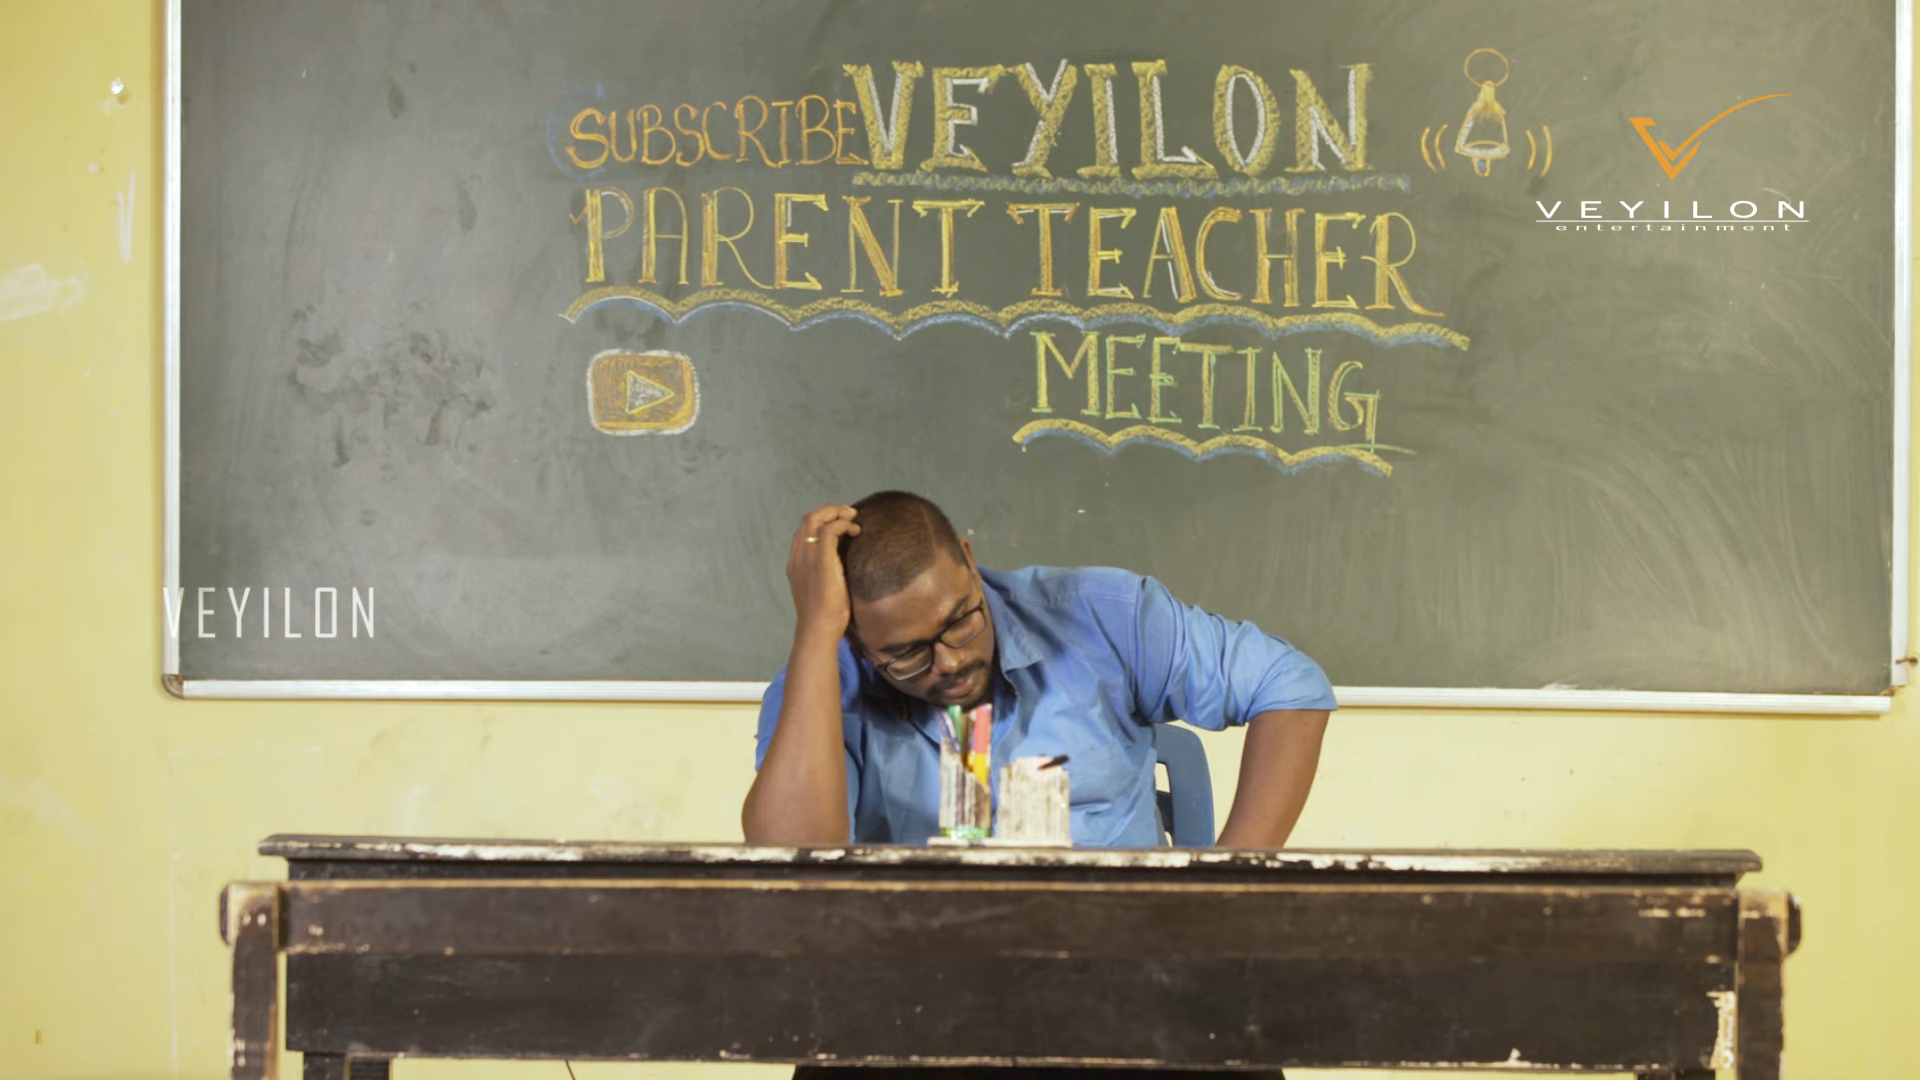 SUBSCRIBE VEYILON
PARENT TEACHER
MEETING
VEYILON
entertainment
VEYILON